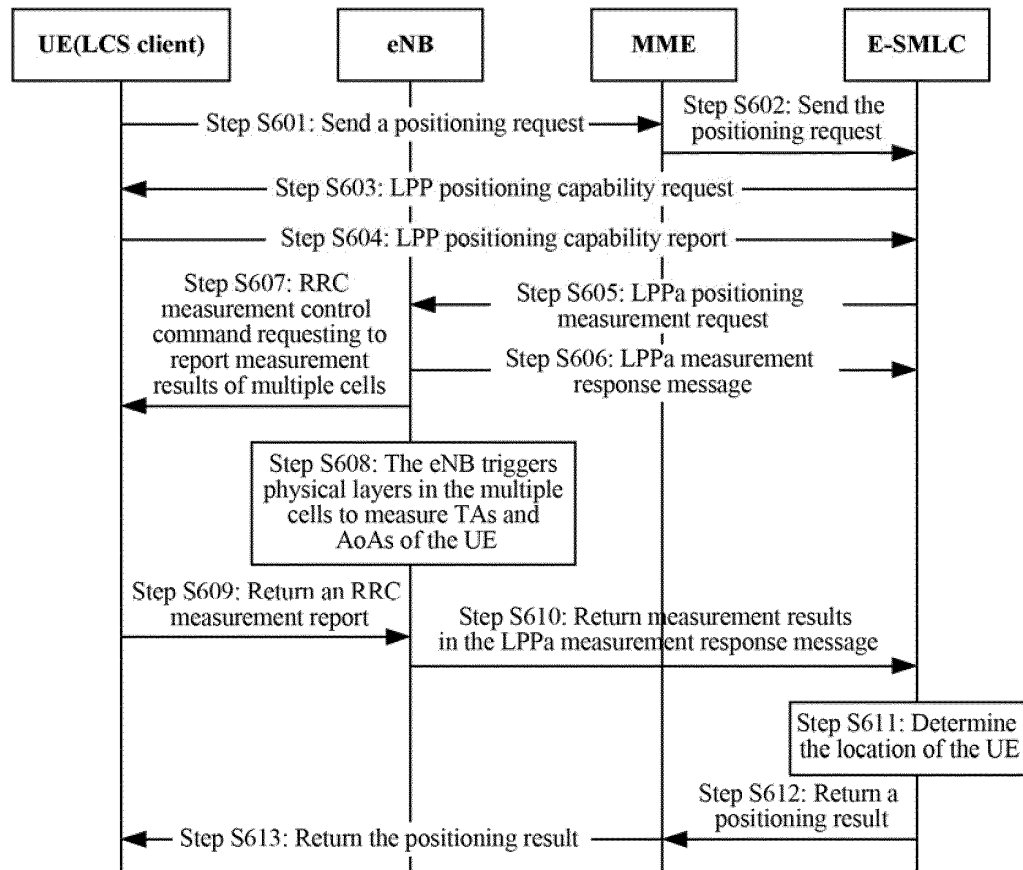 UE(LCS client)
eNB
MME
E-SMLC
Step S601: Send a positioning request
Step S602: Send the
positioning request
Step S603: LPP positioning capability request
Step S604: LPP positioning capability report
Step S607: RRC
measurement control
command requesting to
report measurement
results of multiple cells
Step S605: LPPa positioning
measurement request
Step S606: LPPa measurement
response message
Step S608: The eNB triggers
physical layers in the multiple
cells to measure TAs and
AoAs of the UE
Step S609: Return an RRC
measurement report
Step S610: Return measurement results
in the LPPa measurement response message
Step S611: Determine
the location of the UE
Step S612: Return a
positioning result
Step S613: Return the positioning result